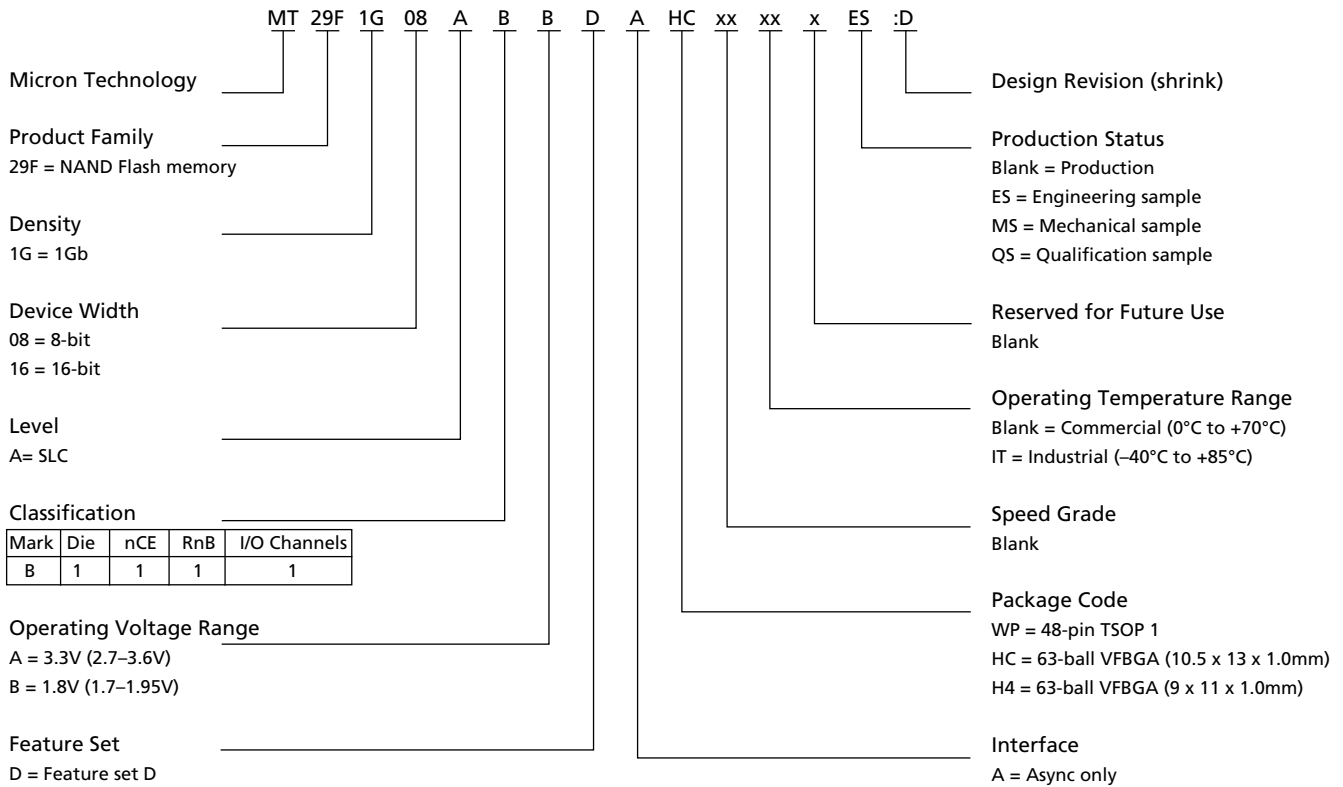 MT 29F 1G 08 A B B D A HC xx xx x ES :D
Micron Technology
Product Family
29F = NAND Flash memory
Density
1G = 1Gb
Device Width
08 = 8-bit
16 = 16-bit
Level
A= SLC
Classification
Mark Die nCE RnB I/O Channels
B 1 1 1 1
Operating Voltage Range
A = 3.3V (2.7–3.6V)
B = 1.8V (1.7–1.95V)
Feature Set
D = Feature set D
Design Revision (shrink)
Production Status
Blank = Production
ES = Engineering sample
MS = Mechanical sample
QS = Qualification sample
Reserved for Future Use
Blank
Operating Temperature Range
Blank = Commercial (0°C to +70°C)
IT = Industrial (–40°C to +85°C)
Speed Grade
Blank
Package Code
WP = 48-pin TSOP 1
HC = 63-ball VFBGA (10.5 x 13 x 1.0mm)
H4 = 63-ball VFBGA (9 x 11 x 1.0mm)
Interface
A = Async only